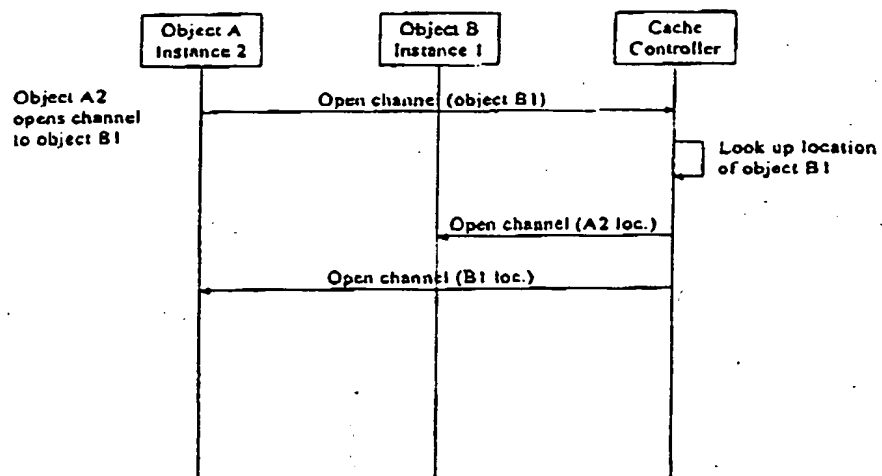 Object A
Instance 2
Object B
Instance 1
Cache
Controller
Object A2
opens channel
to object B1
Open channel (object B1)
Look up location
of object B1
Open channel (A2 loc.)
Open channel (B1 loc.)